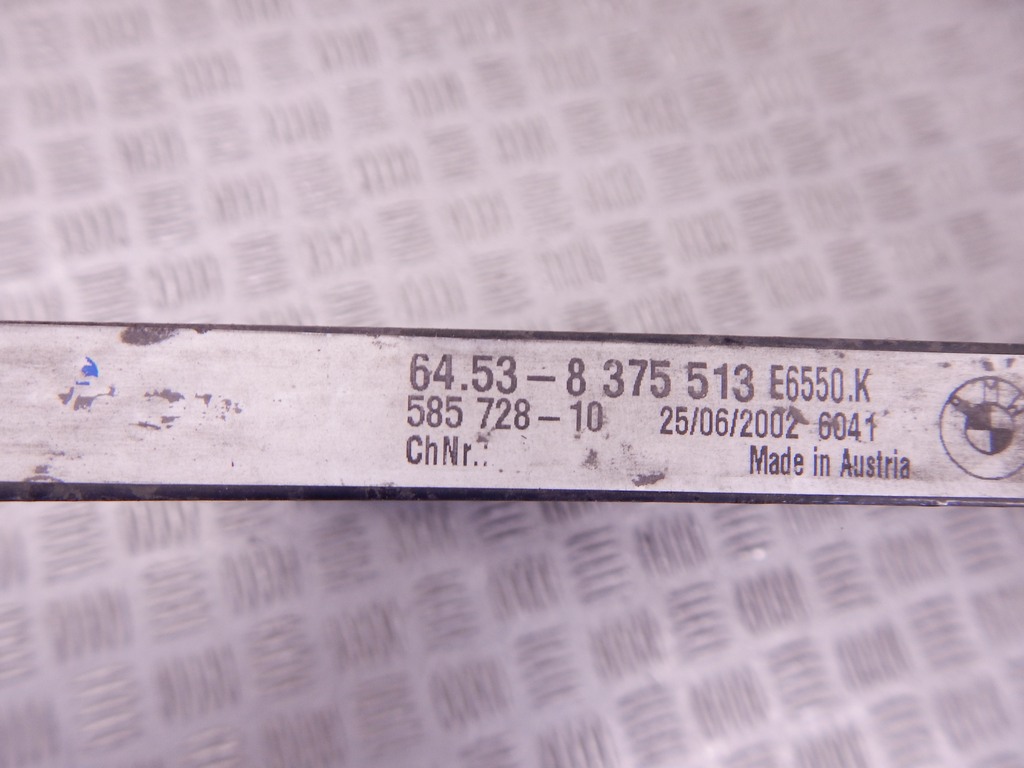 64.53-8 375 513 E6550.K
585 728-10 25/06/2002 6041
ChNr.:
Made in Austria